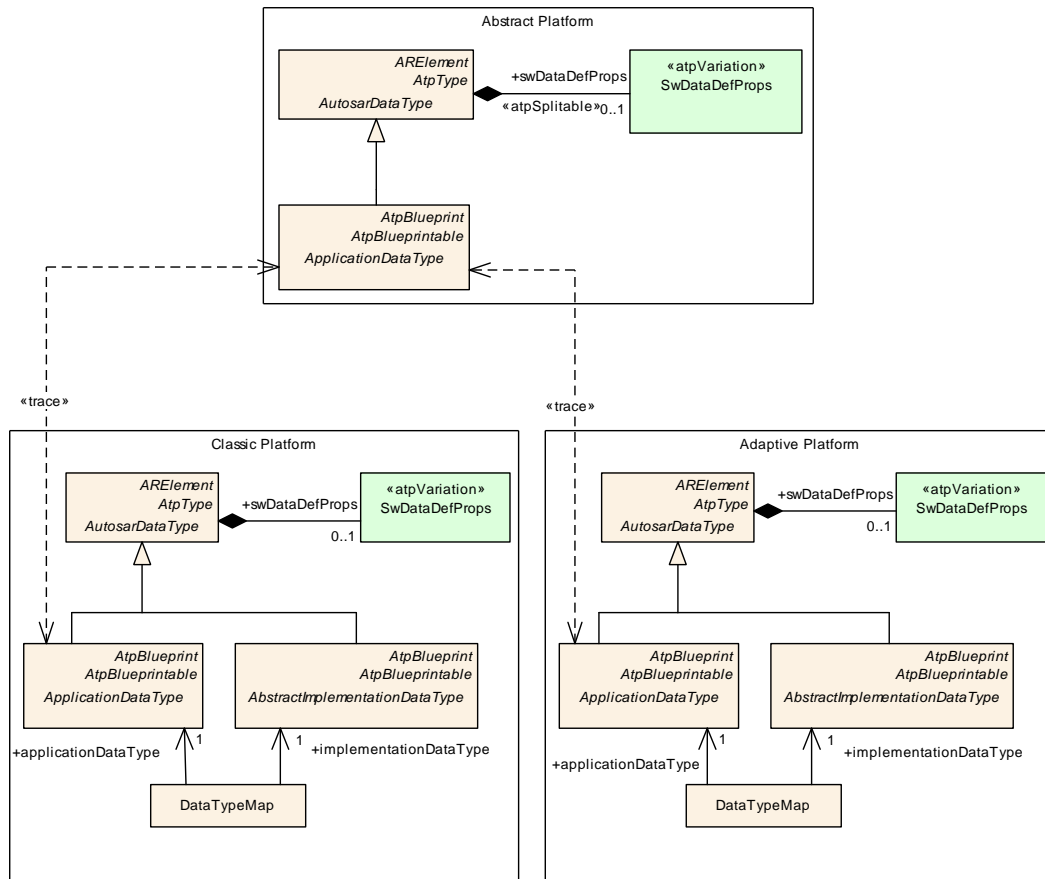 Abstract Platform
ARElement
AtpType
AutosarDataType
+swDataDefProps
«atpSplitable»
0..1
«atpVariation»
SwDataDefProps
AtpBlueprint
AtpBlueprintable
ApplicationDataType
«trace»
«trace»
Classic Platform
ARElement
AtpType
AutosarDataType
+swDataDefProps
0..1
«atpVariation»
SwDataDefProps
AtpBlueprint
AtpBlueprintable
ApplicationDataType
AtpBlueprint
AtpBlueprintable
AbstractImplementationDataType
+applicationDataType
1
1
+implementationDataType
DataTypeMap
Adaptive Platform
ARElement
AtpType
AutosarDataType
+swDataDefProps
0..1
«atpVariation»
SwDataDefProps
AtpBlueprint
AtpBlueprintable
ApplicationDataType
AtpBlueprint
AtpBlueprintable
AbstractImplementationDataType
+applicationDataType
1
1
+implementationDataType
DataTypeMap